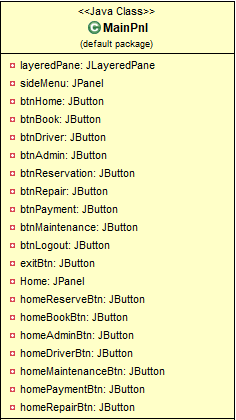 <<Java Class>>
MainPnl
(default package)
layeredPane: JLayeredPane
sideMenu: JPanel
btnHome: JButton
btnBook: JButton
btnDriver: JButton
btnAdmin: JButton
btnReservation: JButton
btnRepair: JButton
btnPayment: JButton
btnMaintenance: JButton
btnLogout: JButton
exitBtn: JButton
Home: JPanel
homeReserveBtn: JButton
homeBookBtn: JButton
homeAdminBtn: JButton
homeDriverBtn: JButton
homeMaintenanceBtn: JButton
homePaymentBtn: JButton
homeRepairBtn: JButton